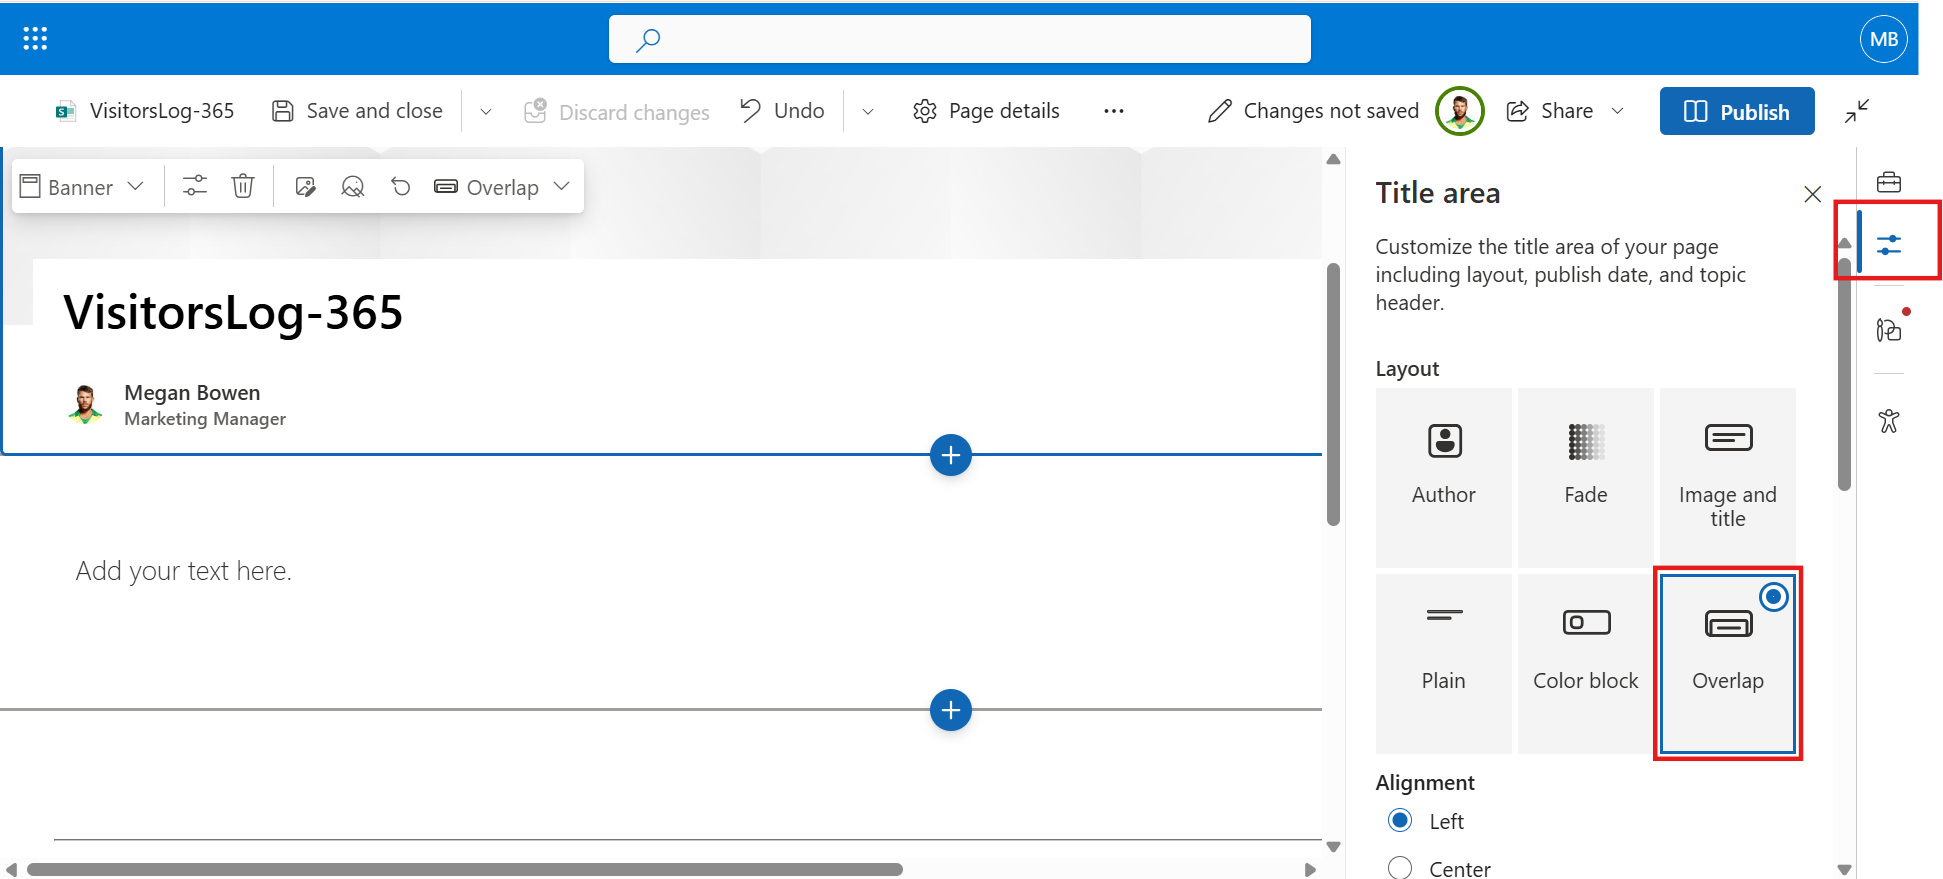 MB
VisitorsLog-365
Save and close
Discard changes
Undo
Page details
Changes not saved
Share
Publish
Banner
Overlap
VisitorsLog-365
Megan Bowen
Marketing Manager
Add your text here.
Title area
Customize the title area of your page
including layout, publish date, and topic
header.
Layout
Author
Fade
Image and
title
Plain
Color block
Overlap
Alignment
Left
Center